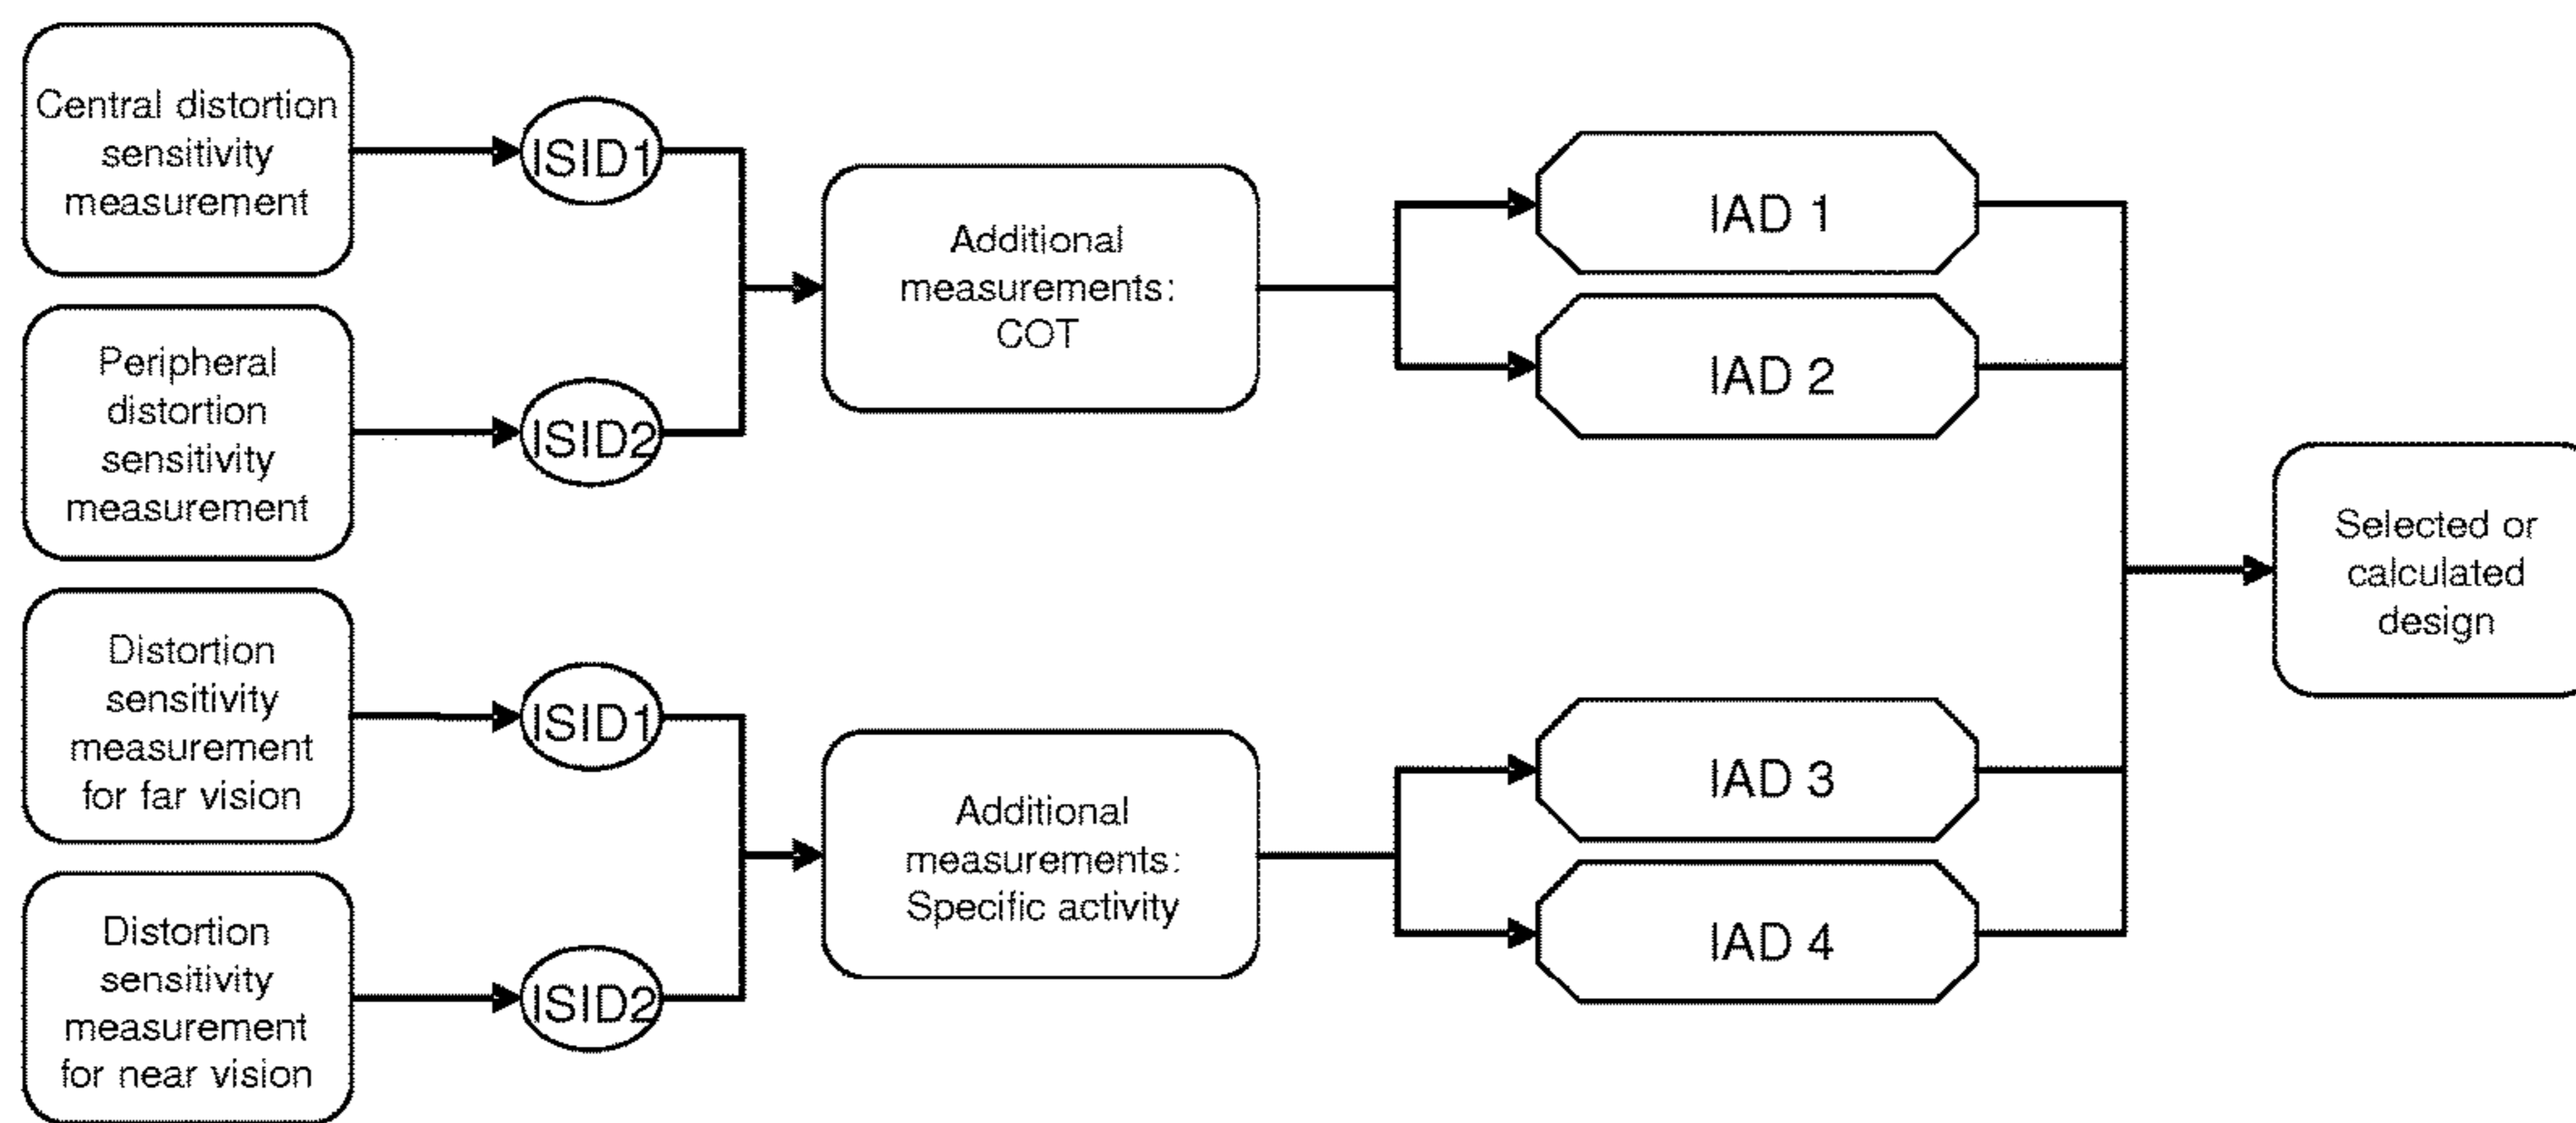 Central distortion
sensitivity
measurement
ISID1
Peripheral
distortion
sensitivity
measurement
ISID2
Additional
measurements:
COT
IAD 1
IAD 2
Distortion
sensitivity
measurement
for far vision
ISID1
Distortion
sensitivity
measurement
for near vision
ISID2
Additional
measurements:
Specific activity
IAD 3
IAD 4
Selected or
calculated
design